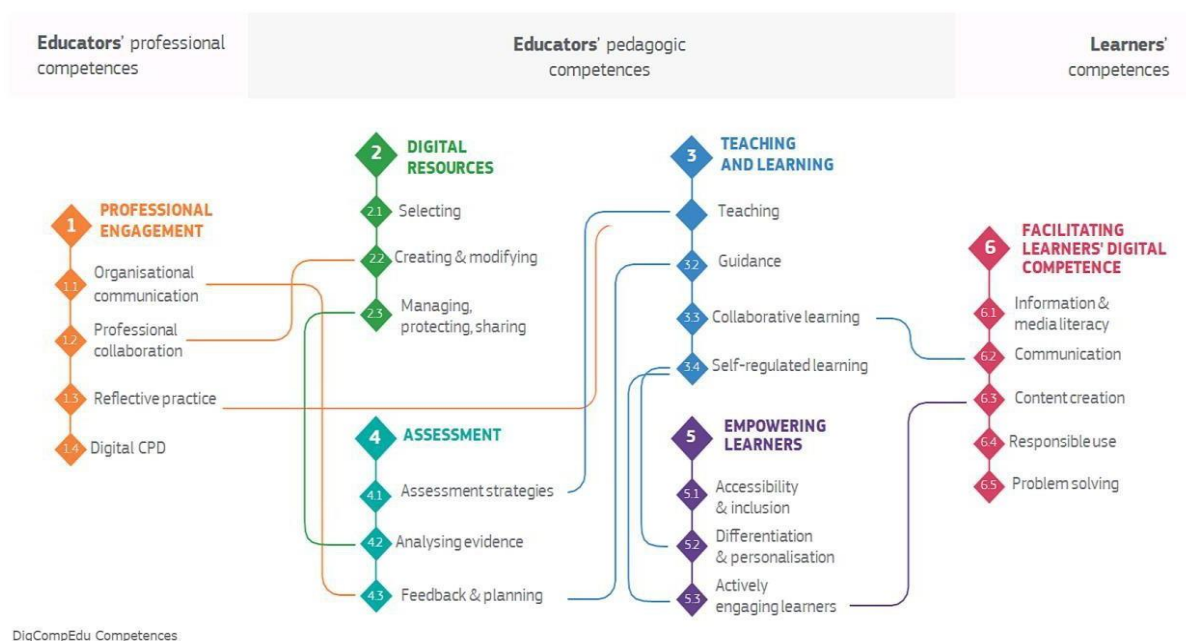 Educators' professional
competences
Educators' pedagogic
competences
Learners'
competences
1
PROFESSIONAL
ENGAGEMENT
1.1
Organisational
communication
1.2
Professional
collaboration
1.3
Reflective practice
1.4
Digital CPD
2
DIGITAL
RESOURCES
2.1
Selecting
2.2
Creating & modifying
2.3
Managing,
protecting, sharing
3
TEACHING
AND LEARNING
Teaching
3.2
Guidance
3.3
Collaborative learning
3.4
Self-regulated learning
4
ASSESSMENT
4.1
Assessment strategies
4.2
Analysing evidence
4.3
Feedback & planning
5
EMPOWERING
LEARNERS
5.1
Accessibility
& inclusion
5.2
Differentiation
& personalisation
5.3
Actively
engaging learners
6
FACILITATING
LEARNERS' DIGITAL
COMPETENCE
6.1
Information &
media literacy
6.2
Communication
6.3
Content creation
6.4
Responsible use
6.5
Problem solving
DigCompEdu Competences